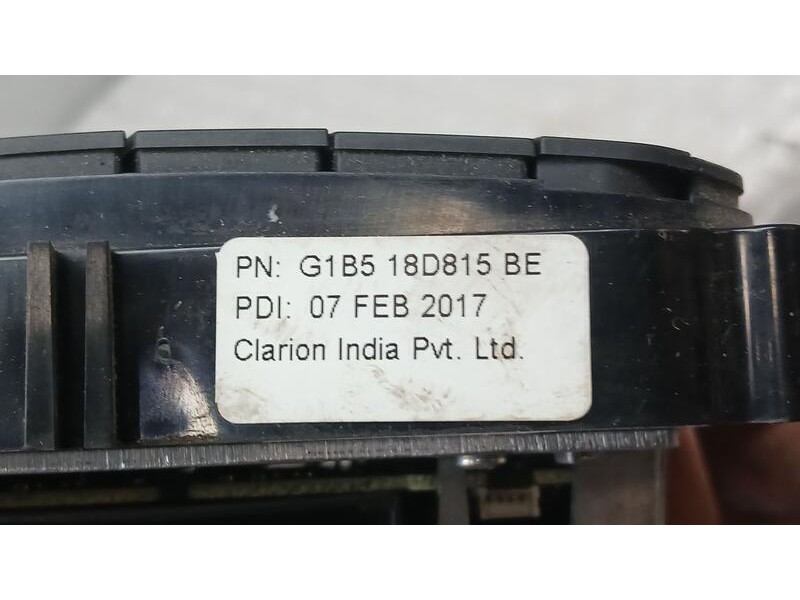 PN: G1B5 18D815 BE
PDI: 07 FEB 2017
Clarion India Pvt. Ltd.